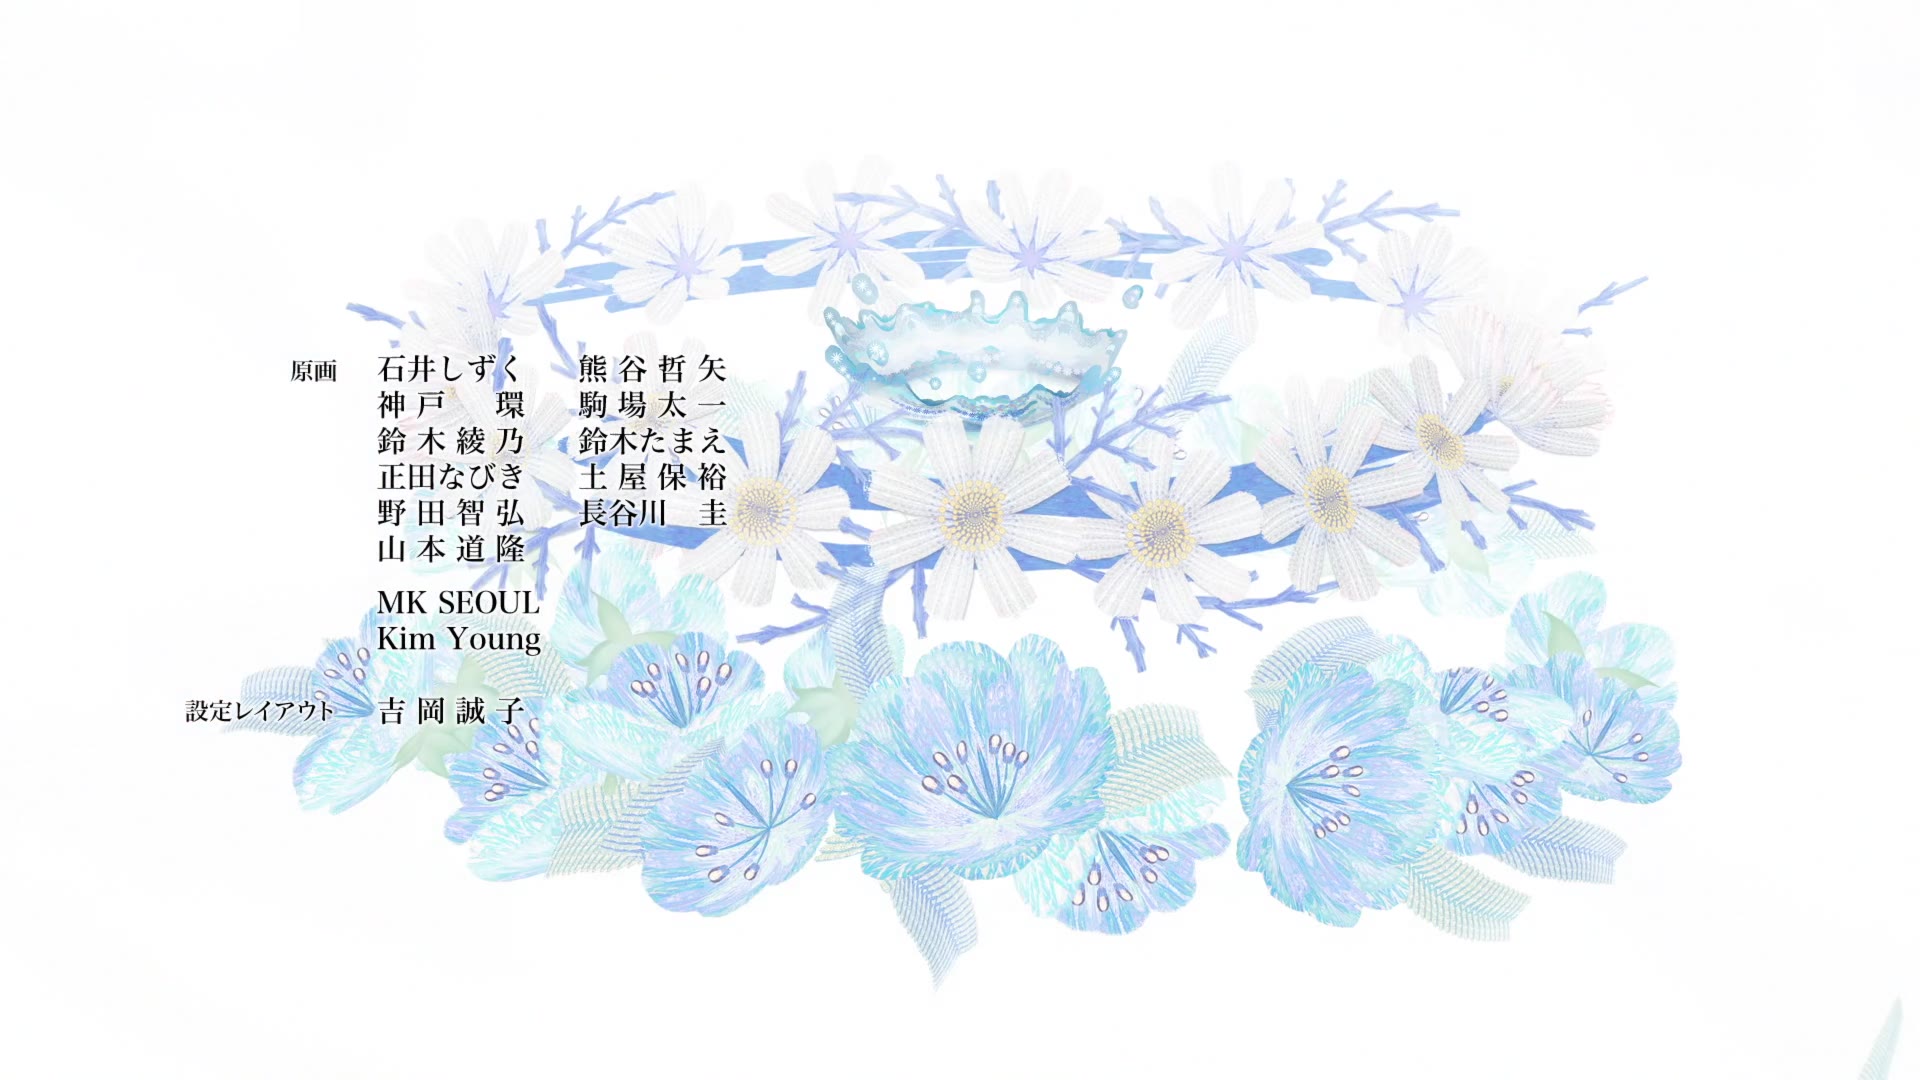 原画 石井しずく 熊谷哲矢
神戸 環 駒場太一
鈴木綾乃 鈴木たまえ
正田なびき 土屋保裕
野田智弘 長谷川 圭
山本道隆
MK SEOUL
Kim Young
設定レイアウト 吉岡誠子